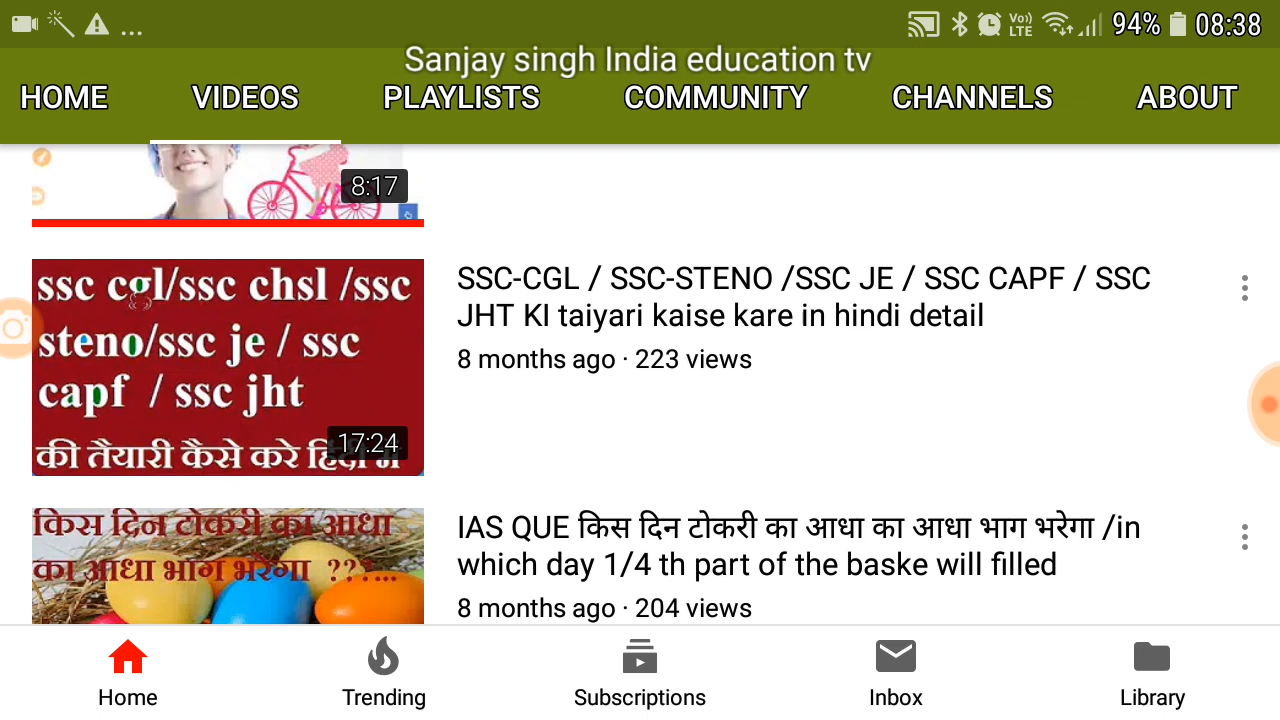 ...
Vo))
LTE
94%
08:38
Sanjay singh India education tv
HOME VIDEOS PLAYLISTS COMMUNITY CHANNELS ABOUT
8:17
ssc cgl/ssc chsl /ssc
steno/ssc je / ssc
capf / ssc jht
की तैयारी कैसे करे हिंदी में
17:24
SSC-CGL / SSC-STENO /SSC JE / SSC CAPF / SSC
JHT KI taiyari kaise kare in hindi detail
8 months ago · 223 views
किस दिन टोकरी का आधा
का आधा भाग भरेगा ???...
IAS QUE किस दिन टोकरी का आधा का आधा भाग भरेगा /in
which day 1/4 th part of the baske will filled
8 months ago · 204 views
Home Trending Subscriptions Inbox Library